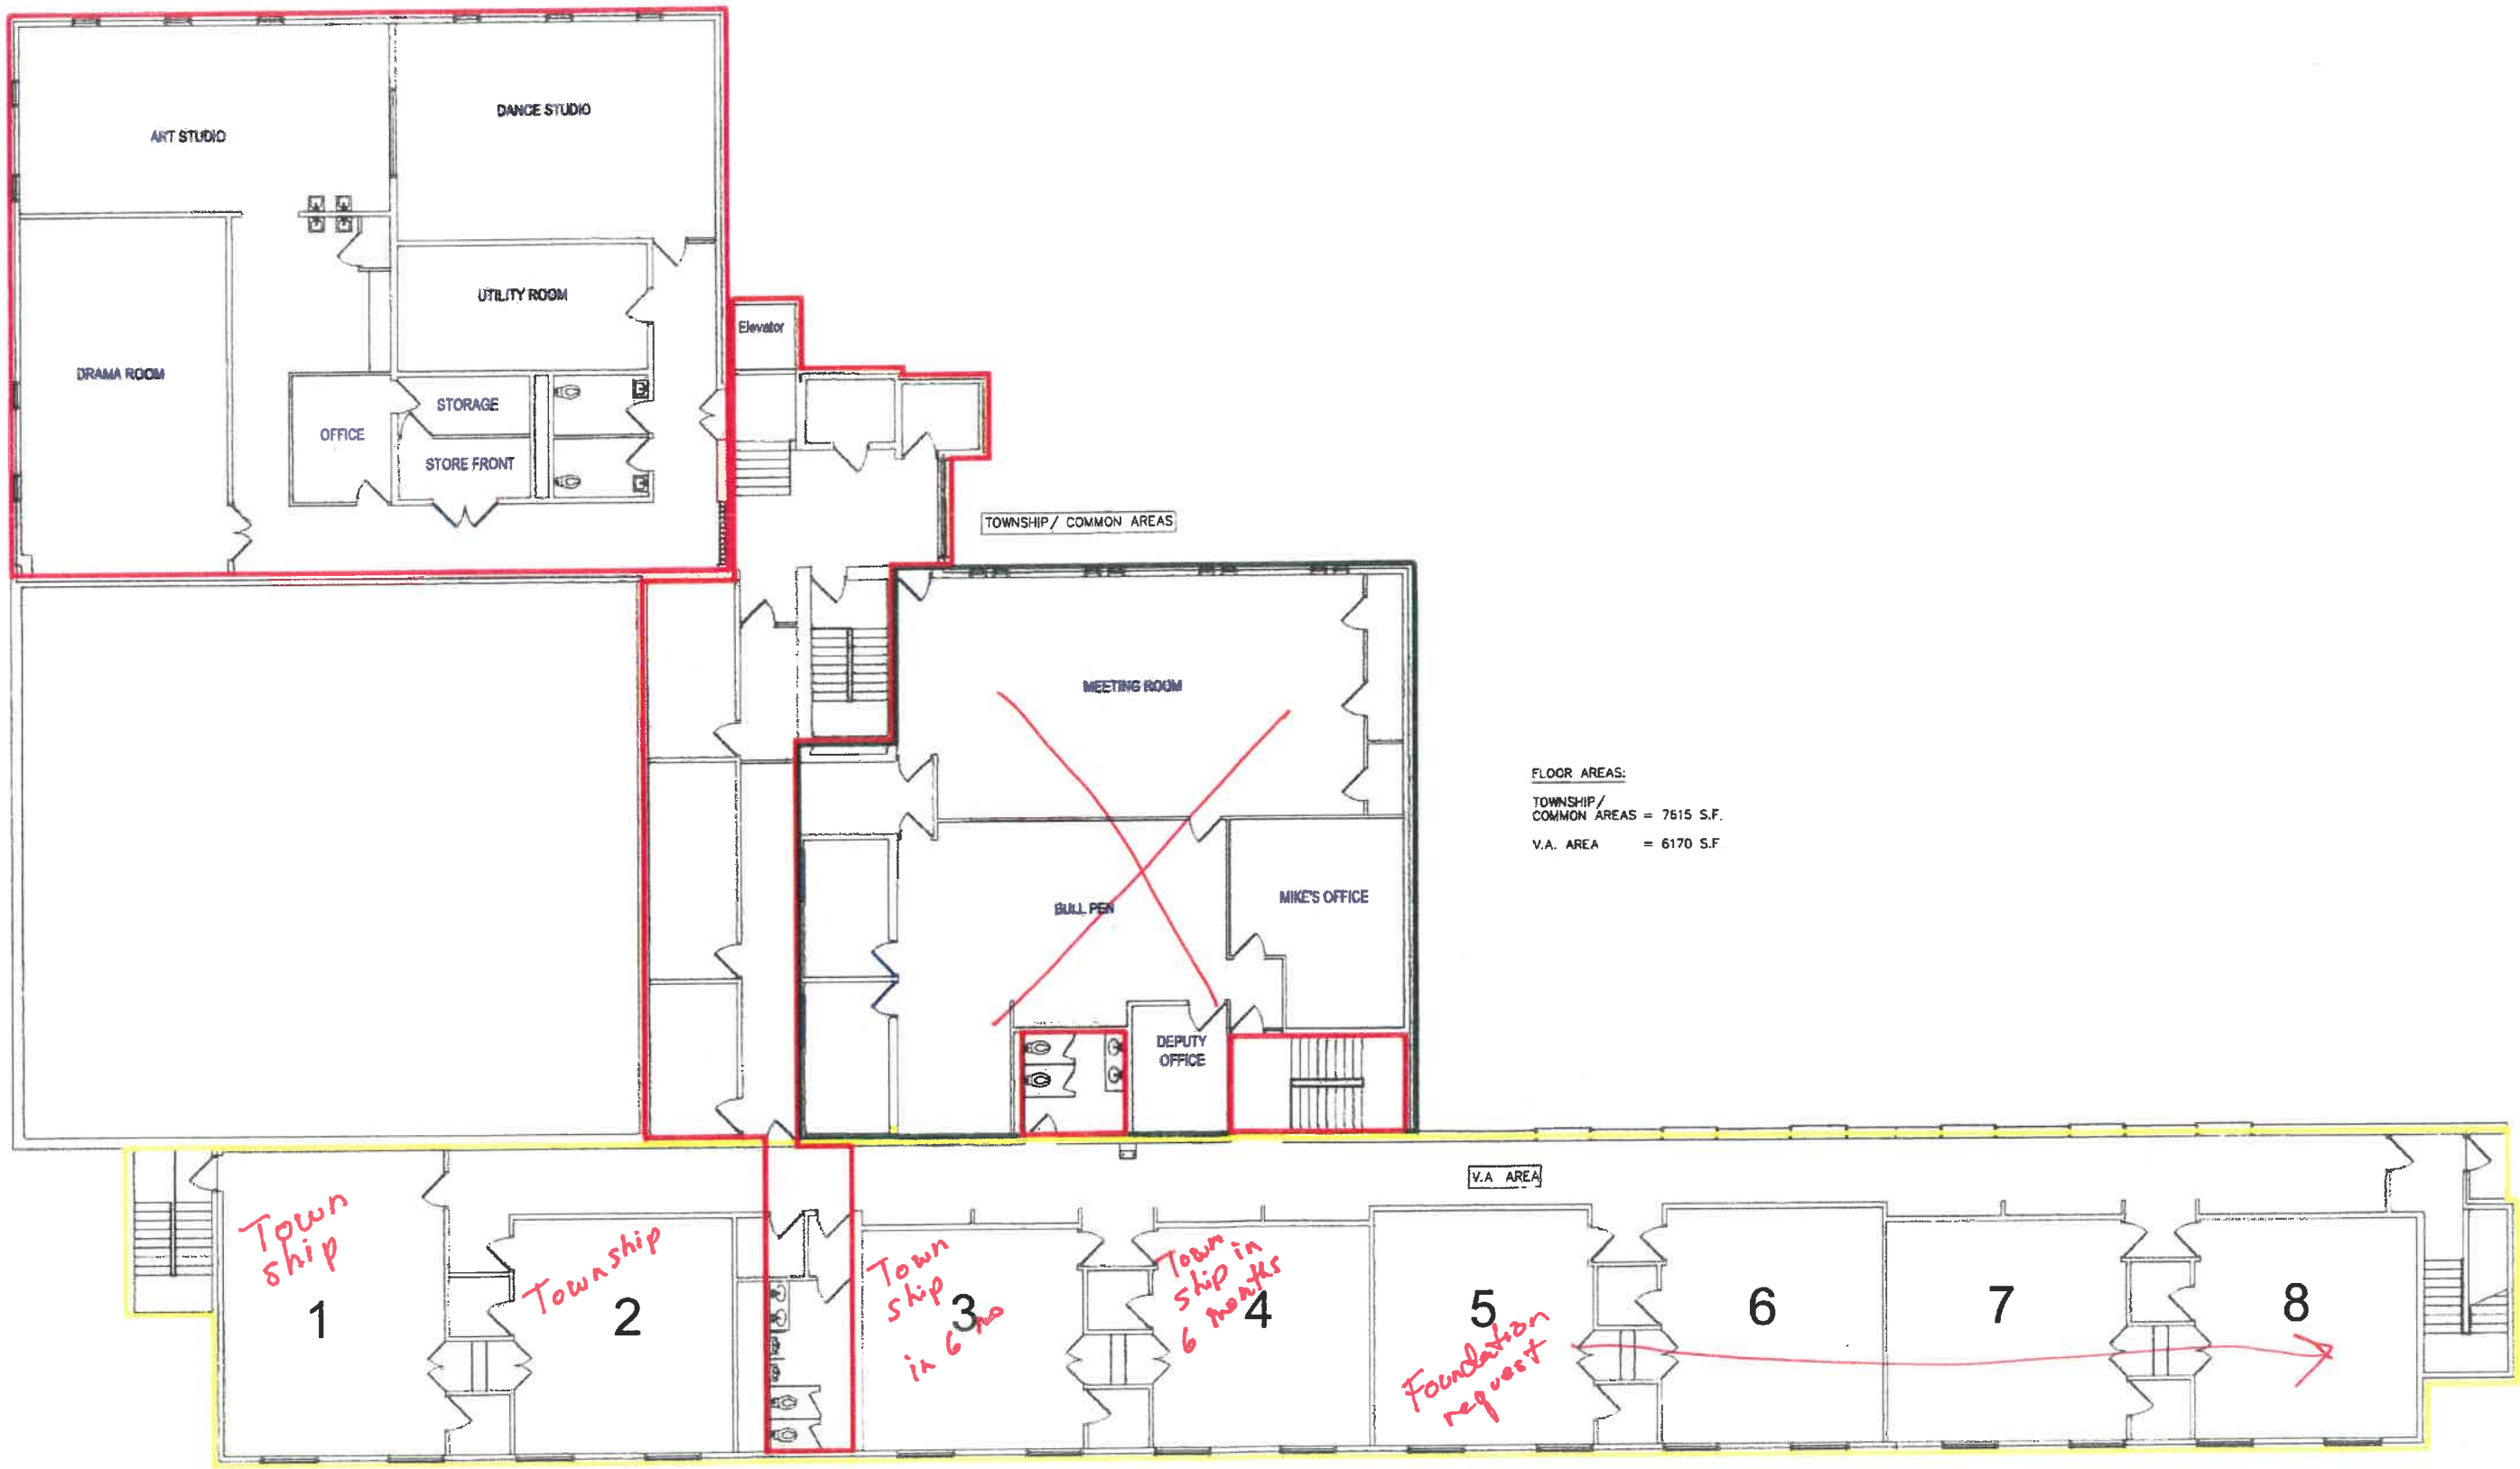 DANCE STUDIO
ART STUDIO
UTILITY ROOM
Elevator
DRAMA ROOM
STORAGE
OFFICE
STORE FRONT
TOWNSHIP/ COMMON AREAS
MEETING ROOM
FLOOR AREAS:
TOWNSHIP/
COMMON AREAS = 7615 S.F.
V.A. AREA = 6170 S.F.
MIKE'S OFFICE
BULL PEN
DEPUTY
OFFICE
V.A AREA
Town
ship
1
Township
2
Town
ship
3
in 6 mo
Town
ship in
6 months
4
5
Foundation
request
6
7
8